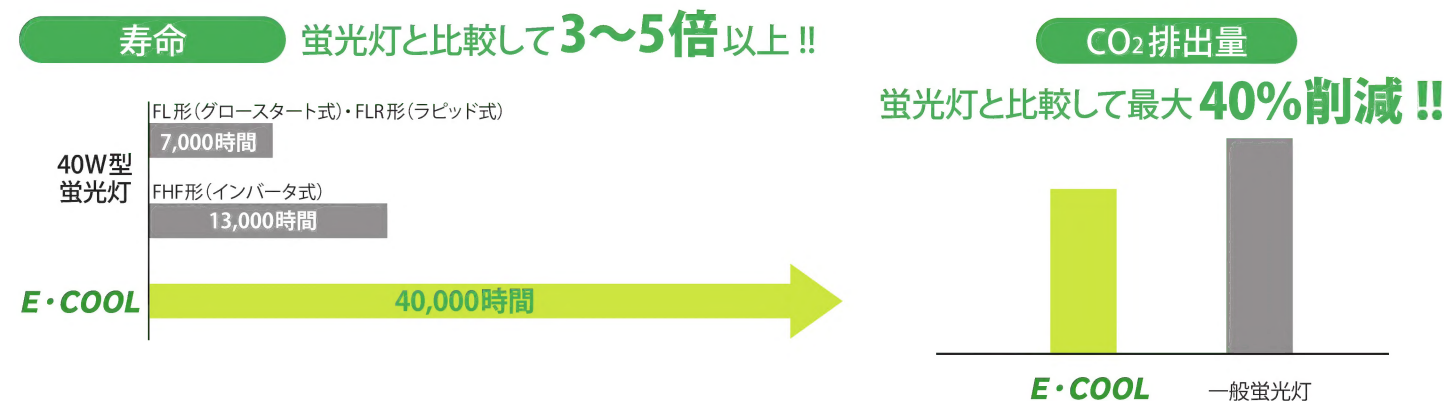 寿命
蛍光灯と比較して3〜5倍以上!!
FL形（グロースタート式）・FLR形（ラピッド式）
7,000時間
40W型
蛍光灯
FHF形（インバータ式）
13,000時間
E・COOL
40,000時間
CO2排出量
蛍光灯と比較して最大40%削減!!
E・COOL
一般蛍光灯